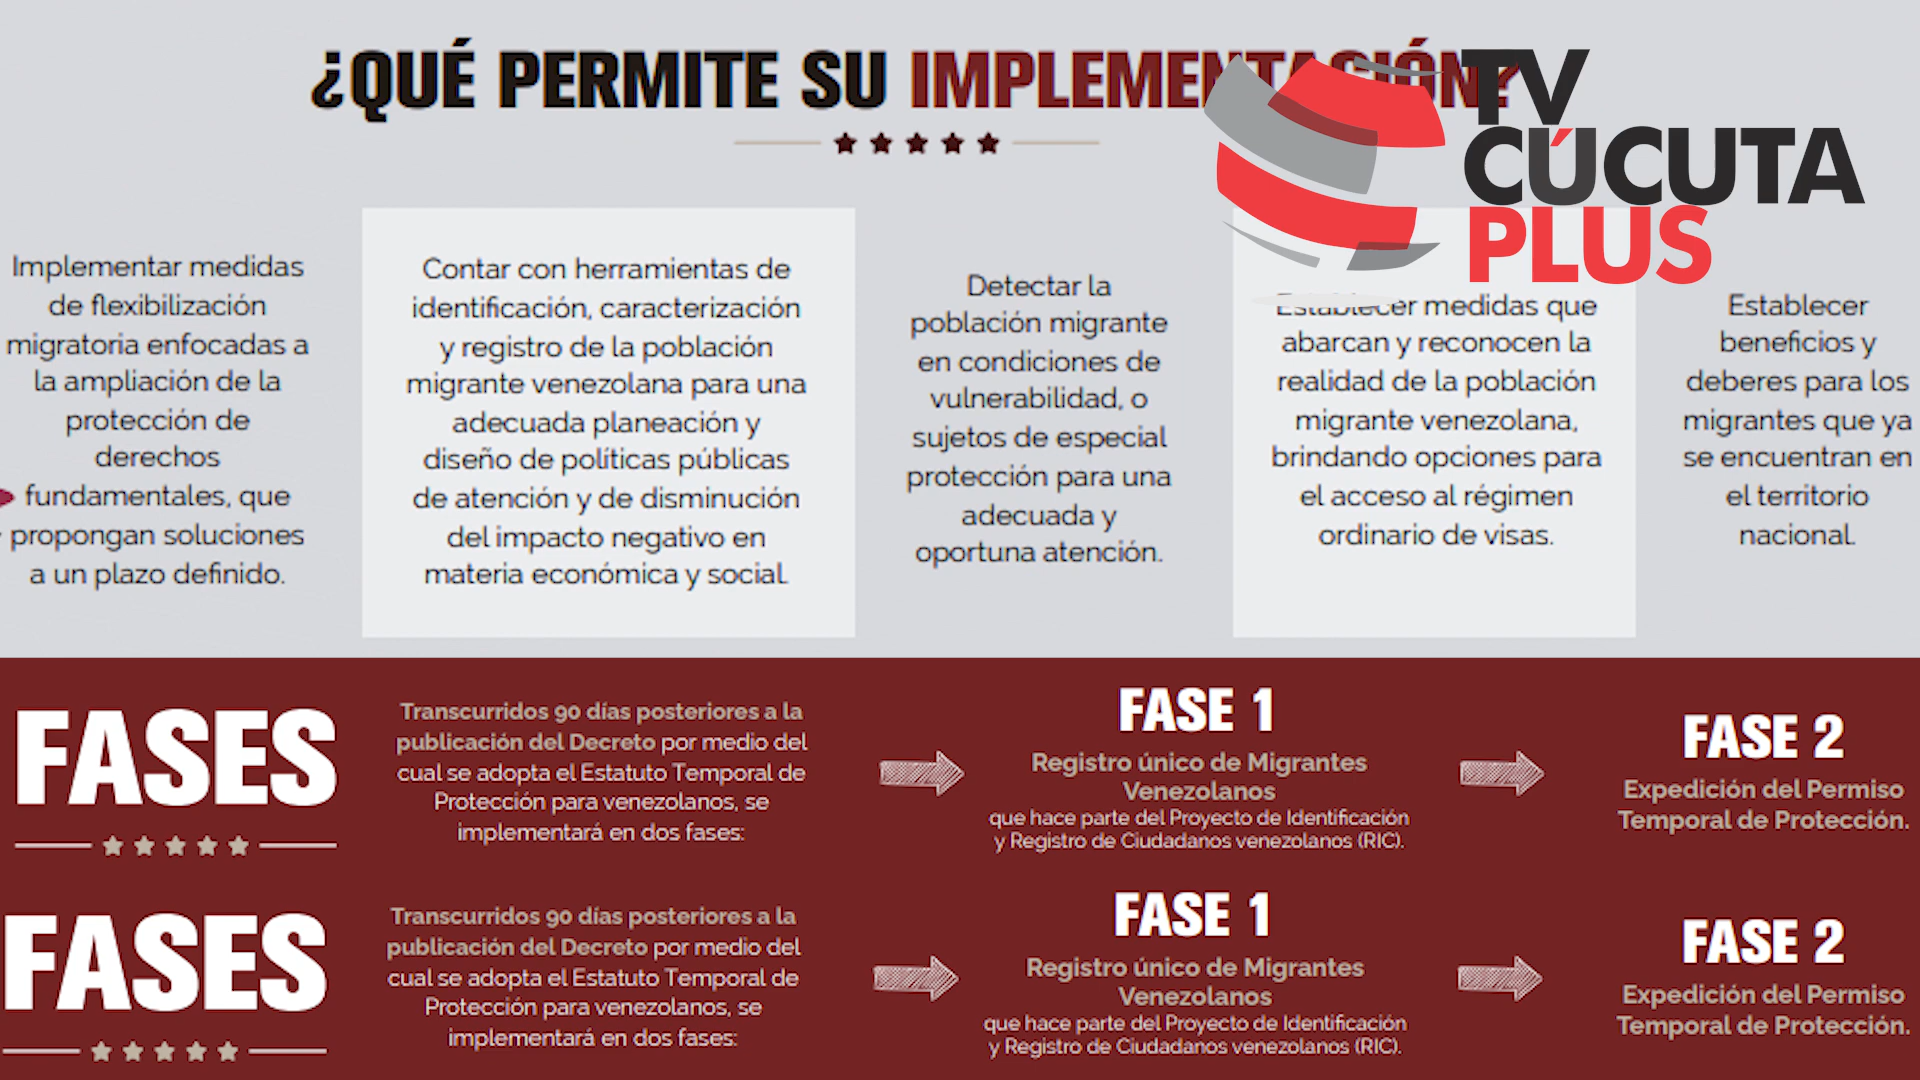 ¿QUÉ PERMITE SU IMPLEMENTACIÓN?
TV
CÚCUTA
PLUS
Implementar medidas
de flexibilización
migratoria enfocadas a
la ampliación de la
protección de
derechos
fundamentales, que
propongan soluciones
a un plazo definido.
Contar con herramientas de
identificación, caracterización
y registro de la población
migrante venezolana para una
adecuada planeación y
diseño de políticas públicas
de atención y de disminución
del impacto negativo en
materia económica y social.
Detectar la
población migrante
en condiciones de
vulnerabilidad, o
sujetos de especial
protección para una
adecuada y
oportuna atención.
Establecer medidas que
abarcan y reconocen la
realidad de la población
migrante venezolana,
brindando opciones para
el acceso al régimen
ordinario de visas.
Establecer
beneficios y
deberes para los
migrantes que ya
se encuentran en
el territorio
nacional.
FASES
Transcurridos 90 días posteriores a la
publicación del Decreto por medio del
cual se adopta el Estatuto Temporal de
Protección para venezolanos, se
implementará en dos fases:
FASE 1
Registro único de Migrantes
Venezolanos
que hace parte del Proyecto de Identificación
y Registro de Ciudadanos venezolanos (RIC).
FASE 2
Expedición del Permiso
Temporal de Protección.
FASES
Transcurridos 90 días posteriores a la
publicación del Decreto por medio del
cual se adopta el Estatuto Temporal de
Protección para venezolanos, se
implementará en dos fases:
FASE 1
Registro único de Migrantes
Venezolanos
que hace parte del Proyecto de Identificación
y Registro de Ciudadanos venezolanos (RIC).
FASE 2
Expedición del Permiso
Temporal de Protección.